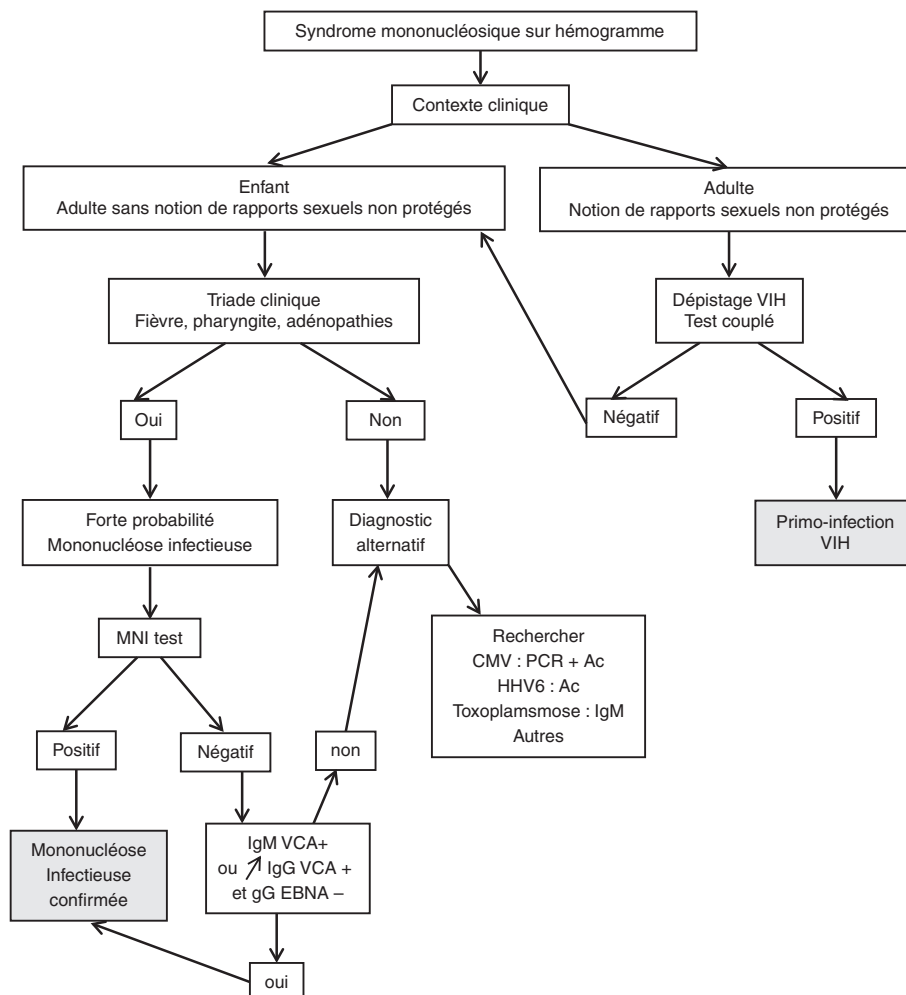 Syndrome mononucléosique sur hémogramme
Contexte clinique
Enfant
Adulte sans notion de rapports sexuels non protégés
Adulte
Notion de rapports sexuels non protégés
Triade clinique
Fièvre, pharyngite, adénopathies
Dépistage VIH
Test couplé
Oui
Non
Négatif
Positif
Forte probabilité
Mononucléose infectieuse
Diagnostic
alternatif
Primo-infection
VIH
MNI test
Rechercher
CMV : PCR + Ac
HHV6 : Ac
Toxoplamsmose : IgM
Autres
Positif
Négatif
non
Mononucléose
Infectieuse
confirmée
IgM VCA+
ou ↗ IgG VCA +
et gG EBNA –
oui